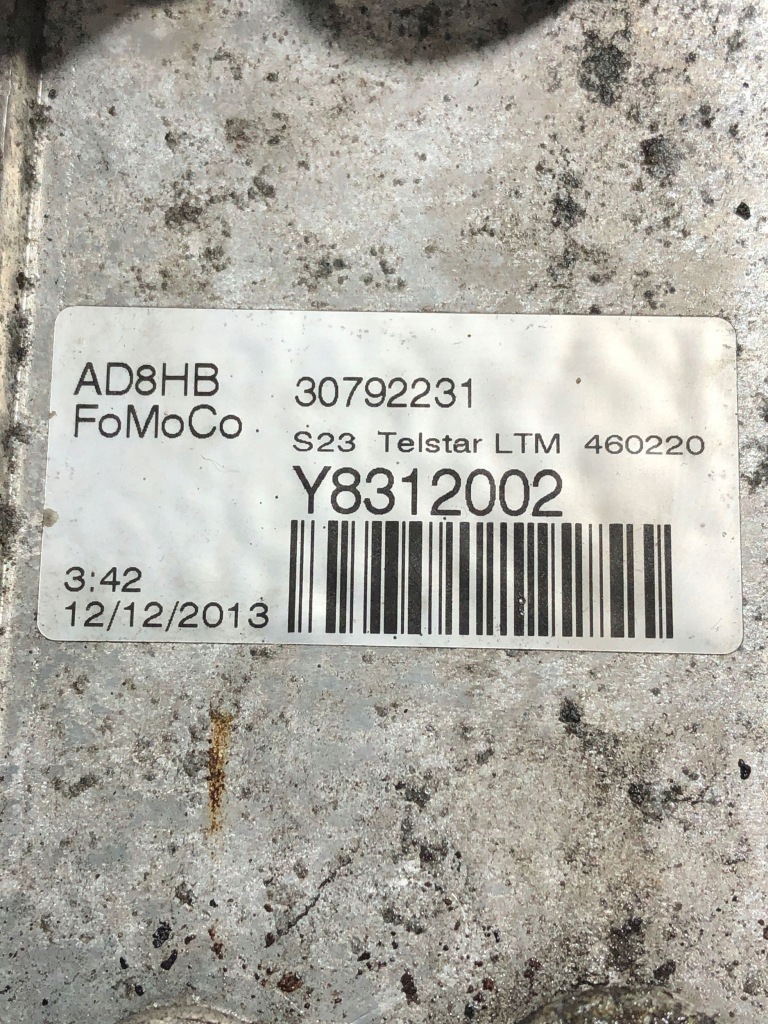 AD8HB
FoMoCo
30792231
S23 Telstar LTM 460220
Y8312002
3:42
12/12/2013